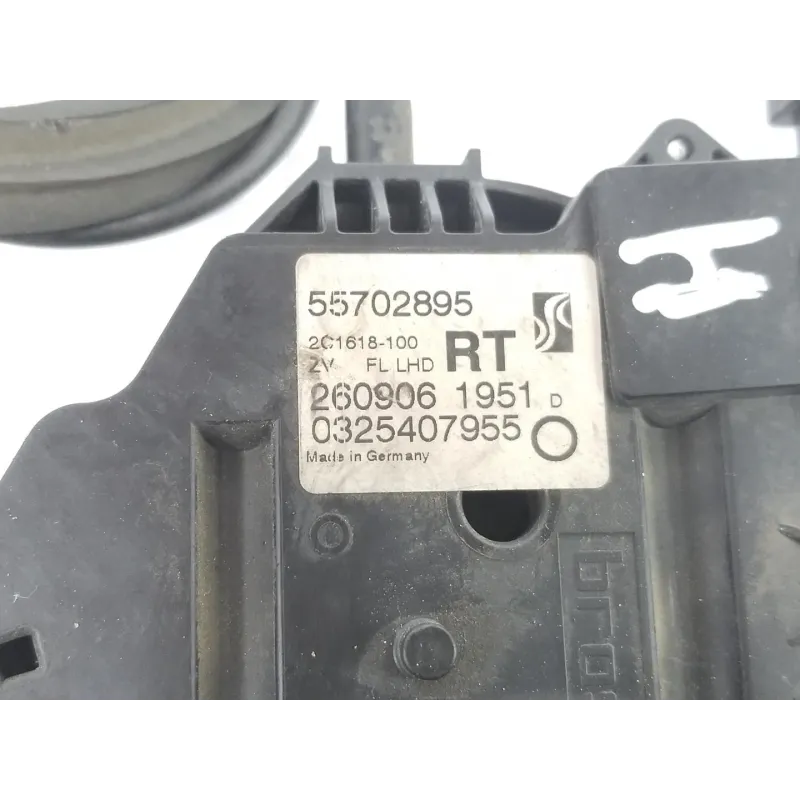 55702895
2C1618-100
2V FL LHD RT
260906 1951 D
0325407955
Made in Germany
H